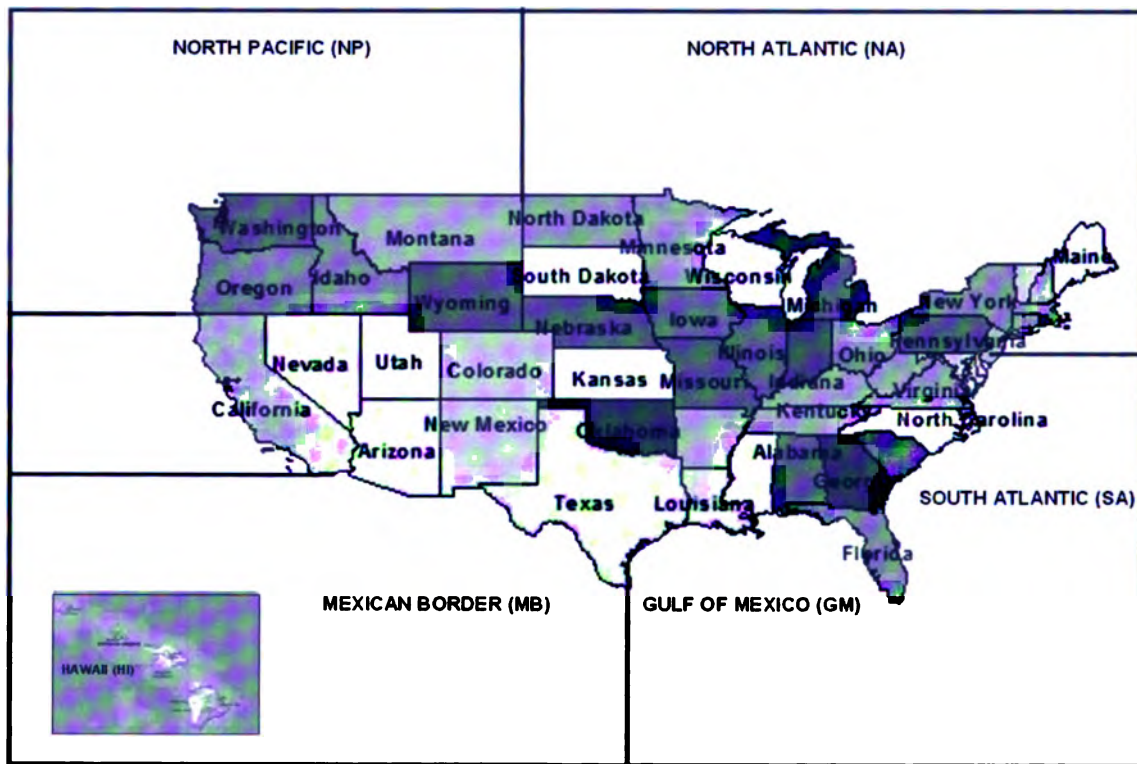 NORTH PACIFIC (NP)
NORTH ATLANTIC (NA)
Washington
Montana
North Dakota
Minnesota
Maine
Oregon
Idaho
South Dakota
Wisconsin
Wyoming
Michigan
New York
Nebraska
Iowa
Pennsylvania
Nevada
Utah
Colorado
Illinois
Ohio
Kansas
Missouri
Indiana
Virginia
California
Kentucky
New Mexico
Oklahoma
North Carolina
Arizona
Alabama
Georg
Texas
Louisiana
SOUTH ATLANTIC (SA)
Florida
MEXICAN BORDER (MB)
GULF OF MEXICO (GM)
HAWAII (HI)